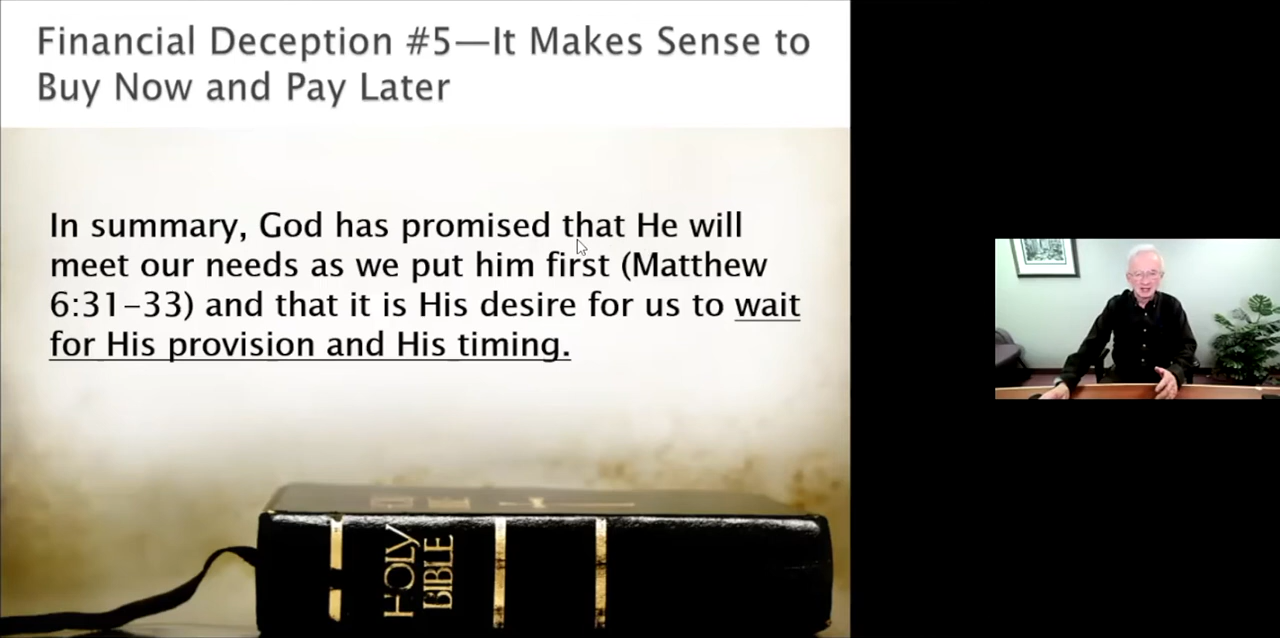 Financial Deception #5—It Makes Sense to
Buy Now and Pay Later
In summary, God has promised that He will
meet our needs as we put him first (Matthew
6:31-33) and that it is His desire for us to wait
for His provision and His timing.
HOLY
BIBLE